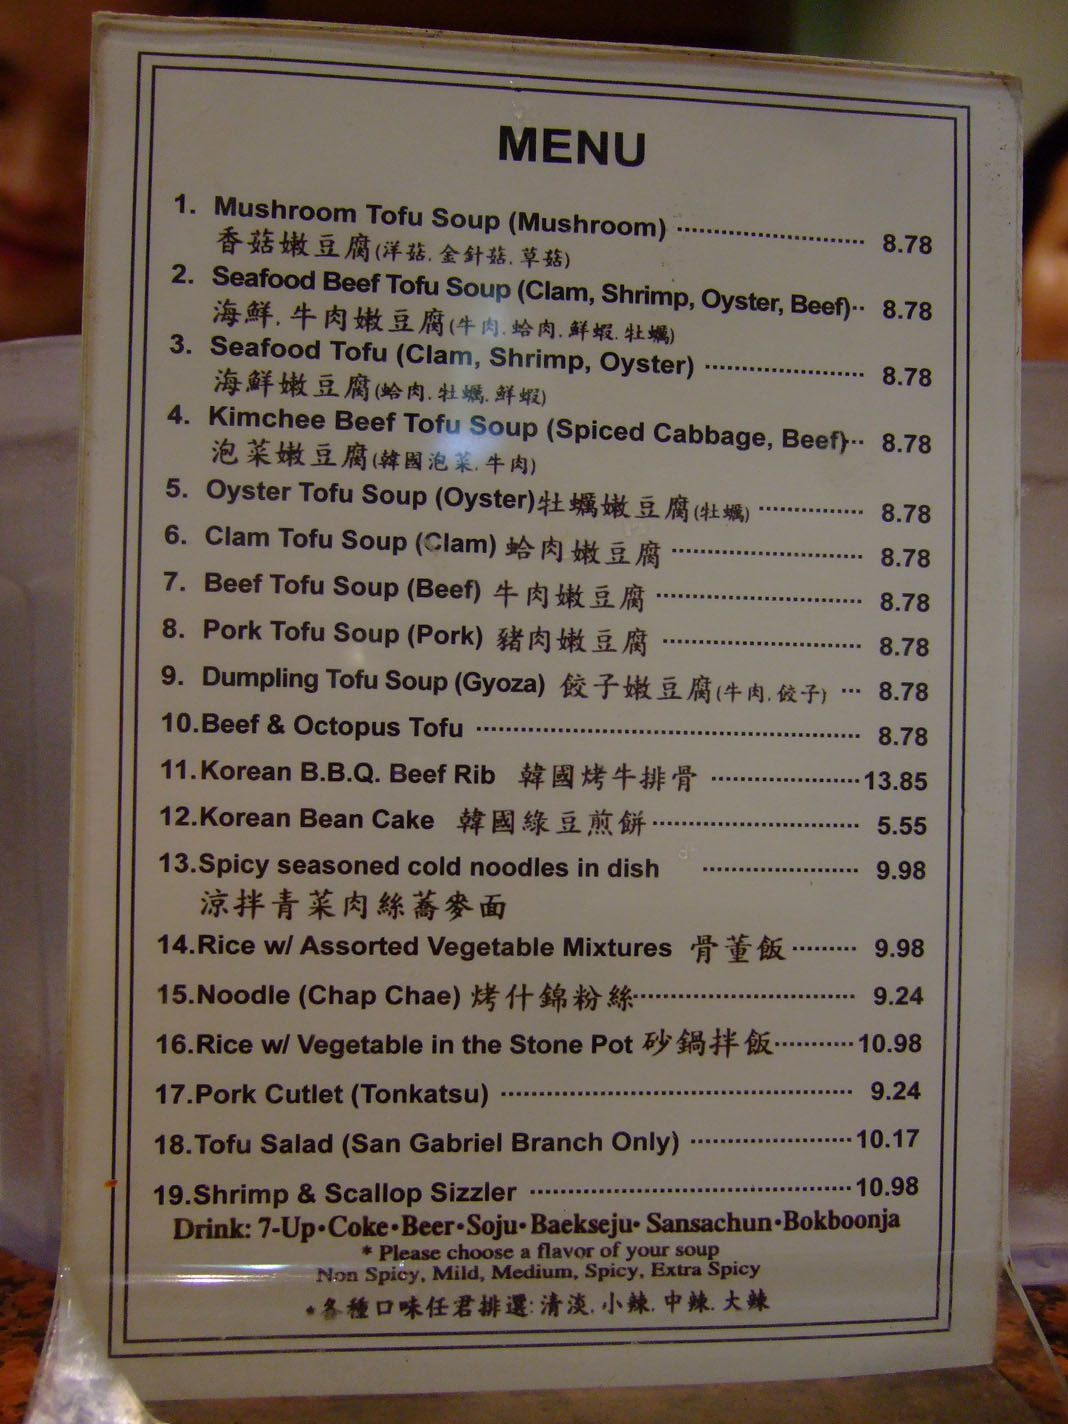 MENU
1. Mushroom Tofu Soup (Mushroom) ........................ 8.78
香菇嫩豆腐(洋菇, 金針菇, 草菇)
2. Seafood Beef Tofu Soup (Clam, Shrimp, Oyster, Beef)·· 8.78
海鮮, 牛肉嫩豆腐(牛肉, 蛤肉, 鮮蝦, 牡蠣)
3. Seafood Tofu (Clam, Shrimp, Oyster) .................... 8.78
海鮮嫩豆腐(蛤肉, 牡蠣, 鮮蝦)
4. Kimchee Beef Tofu Soup (Spiced Cabbage, Beef)·· 8.78
泡菜嫩豆腐(韓國泡菜, 牛肉)
5. Oyster Tofu Soup (Oyster)牡蠣嫩豆腐(牡蠣) ............. 8.78
6. Clam Tofu Soup (Clam) 蛤肉嫩豆腐 ........................ 8.78
7. Beef Tofu Soup (Beef) 牛肉嫩豆腐 .......................... 8.78
8. Pork Tofu Soup (Pork) 豬肉嫩豆腐 ......................... 8.78
9. Dumpling Tofu Soup (Gyoza) 餃子嫩豆腐(牛肉, 餃子) ··· 8.78
10.Beef & Octopus Tofu ................................................ 8.78
11.Korean B.B.Q. Beef Rib 韓國烤牛排骨 ...................13.85
12.Korean Bean Cake 韓國綠豆煎餅........................... 5.55
13.Spicy seasoned cold noodles in dish .................... 9.98
涼拌青菜肉絲蕎麥面
14.Rice w/ Assorted Vegetable Mixtures 骨董飯········· 9.98
15.Noodle (Chap Chae) 烤什錦粉絲............................ 9.24
16.Rice w/ Vegetable in the Stone Pot 砂鍋拌飯··········10.98
17.Pork Cutlet (Tonkatsu) ............................................. 9.24
18.Tofu Salad (San Gabriel Branch Only) ....................10.17
19.Shrimp & Scallop Sizzler .........................................10.98
Drink: 7-Up•Coke•Beer•Soju•Baekseju• Sansachun•Bokboonja
* Please choose a flavor of your soup
Non Spicy, Mild, Medium, Spicy, Extra Spicy
*各種口味任君排選: 清淡, 小辣, 中辣, 大辣